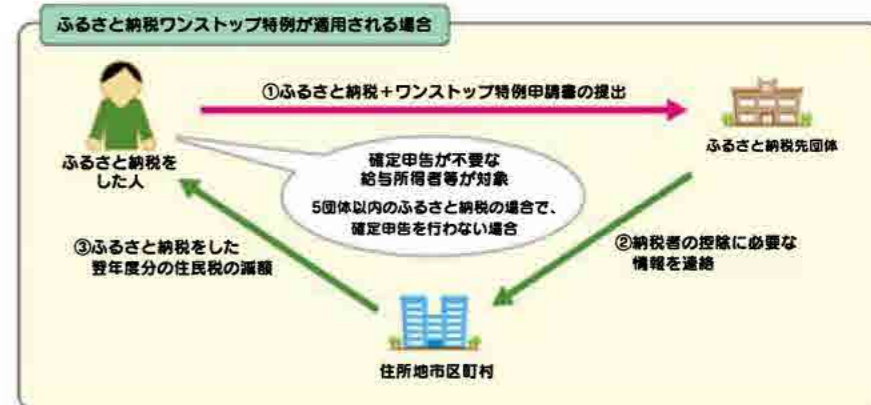 ふるさと納税ワンストップ特例が適用される場合
①ふるさと納税+ワンストップ特例申請書の提出
ふるさと納税を
した人
ふるさと納税先団体
確定申告が不要な
給与所得者等が対象
5団体以内のふるさと納税の場合で、
確定申告を行わない場合
③ふるさと納税をした
翌年度分の住民税の減額
②納税者の控除に必要な
情報を連絡
住所地市区町村